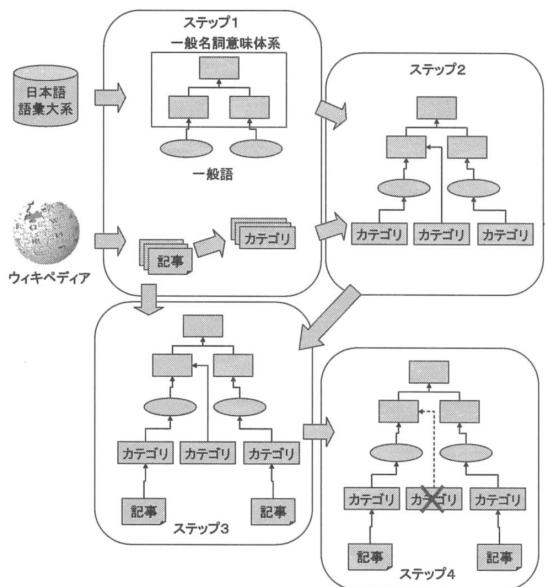 ステップ1
一般名詞意味体系
日本語
語彙大系
一般語
ウィキペディア
記事
カテゴリ
ステップ2
カテゴリ
カテゴリ
カテゴリ
カテゴリ
カテゴリ
カテゴリ
記事
記事
ステップ3
カテゴリ
カテゴリ
カテゴリ
記事
記事
ステップ4